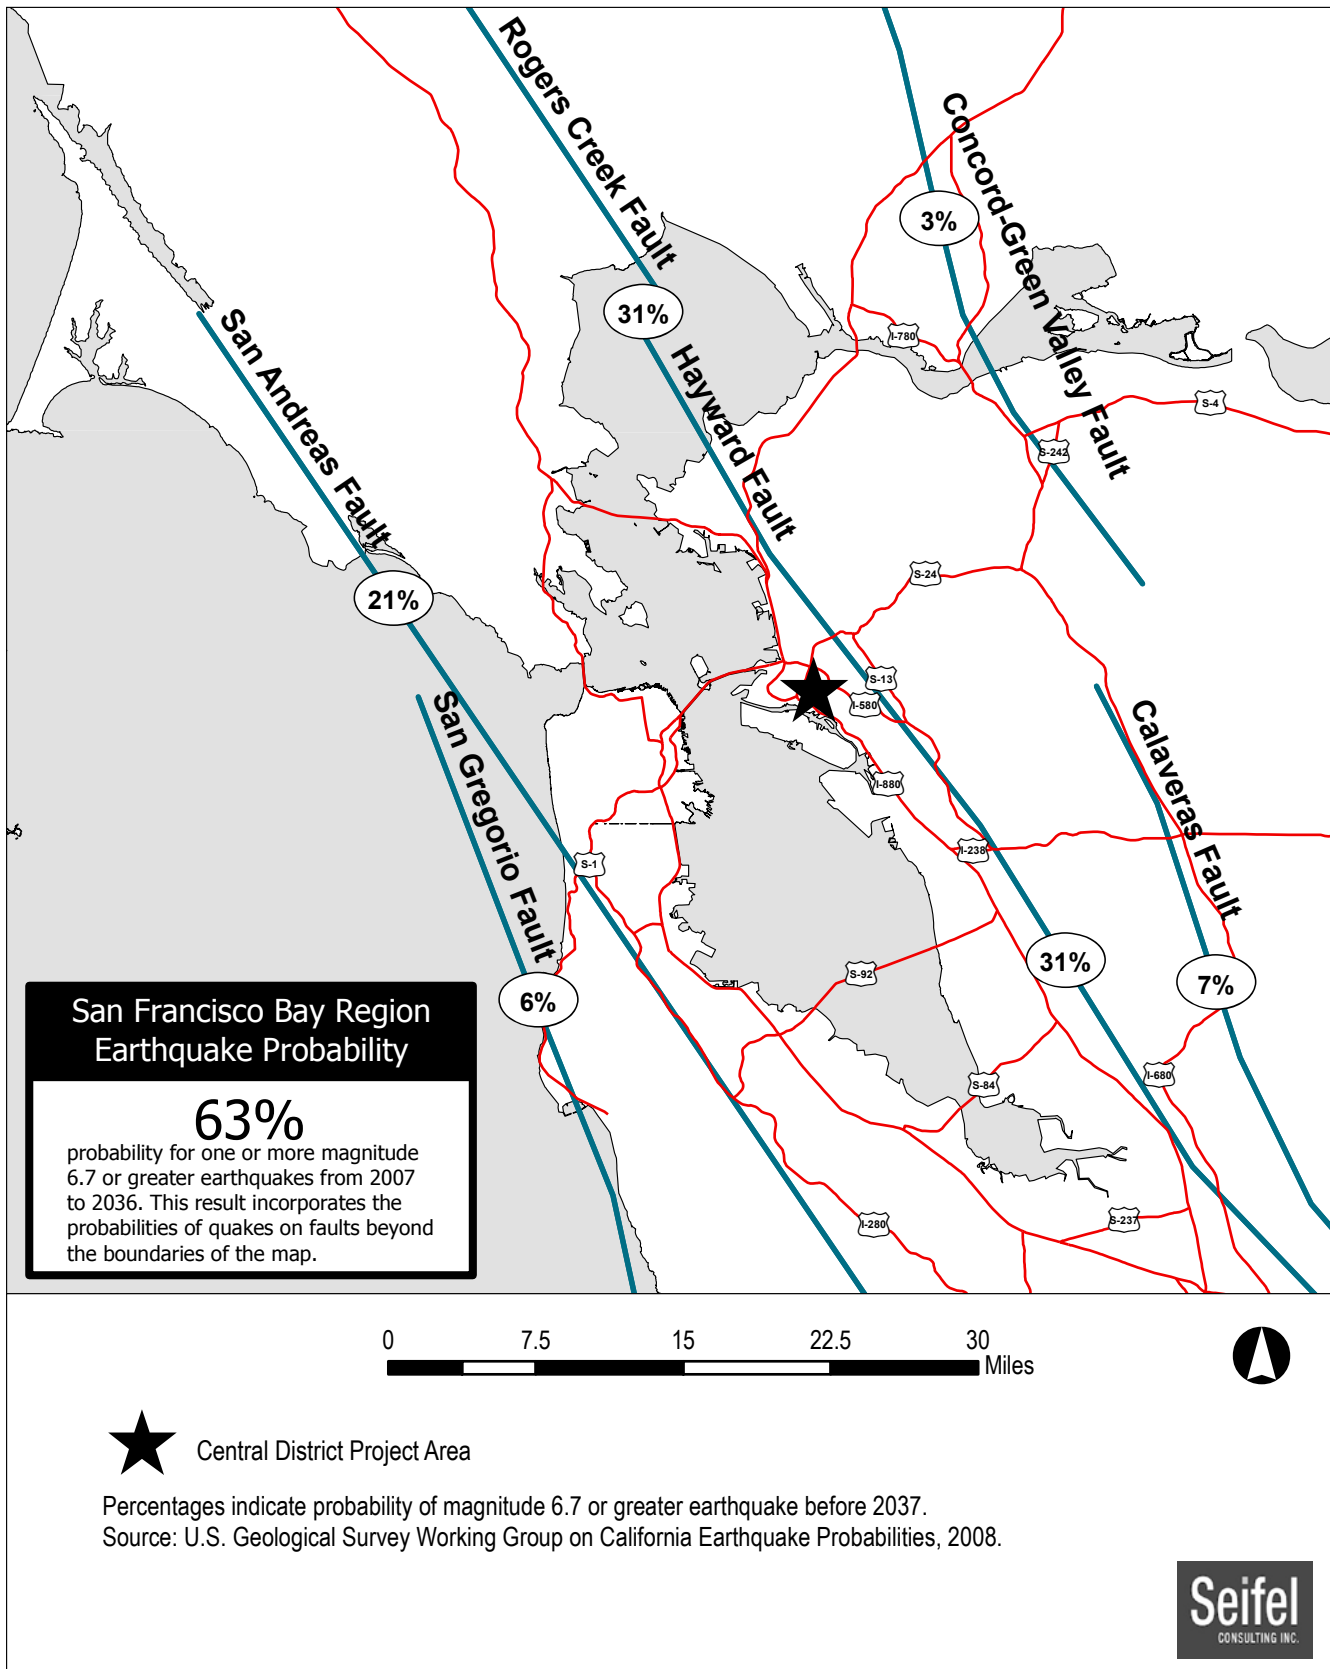 Rogers Creek Fault
Concord-Green Valley Fault
3%
31%
I-780
San Andreas Fault
Hayward Fault
S-4
S-242
21%
S-24
S-13
I-580
San Gregorio Fault
Calaveras Fault
I-880
I-238
S-1
31%
S-92
7%
6%
I-680
S-84
S-237
I-280
San Francisco Bay Region
Earthquake Probability
63%
probability for one or more magnitude
6.7 or greater earthquakes from 2007
to 2036. This result incorporates the
probabilities of quakes on faults beyond
the boundaries of the map.
0 7.5 15 22.5 30
Miles
Central District Project Area
Percentages indicate probability of magnitude 6.7 or greater earthquake before 2037.
Source: U.S. Geological Survey Working Group on California Earthquake Probabilities, 2008.
Seifel
CONSULTING INC.